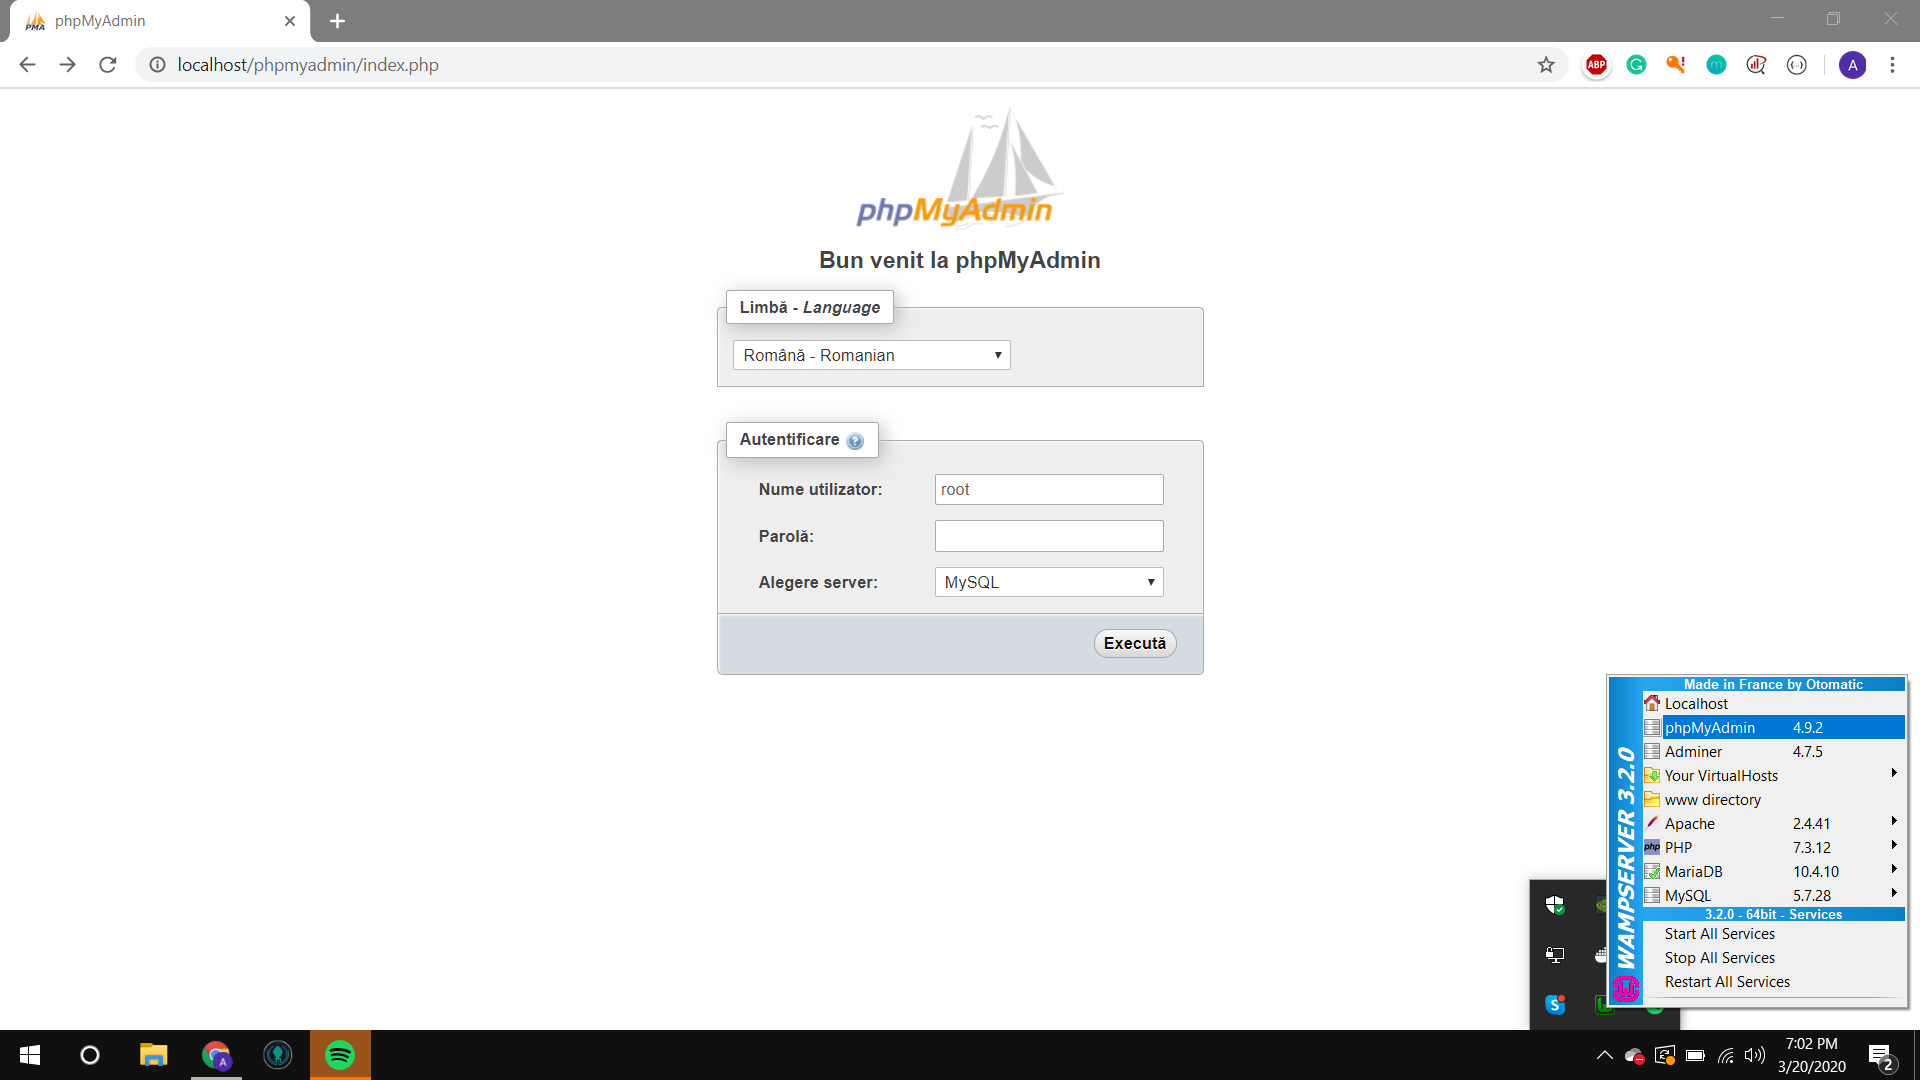 phpMyAdmin
localhost/phpmyadmin/index.php
ABP
A
phpMyAdmin
Bun venit la phpMyAdmin
Limbă - Language
Română - Romanian
Autentificare
Nume utilizator:
root
Parolă:
Alegere server:
MySQL
Execută
Made in France by Otomatic
Localhost
phpMyAdmin 4.9.2
Adminer 4.7.5
Your VirtualHosts
www directory
Apache 2.4.41
PHP 7.3.12
MariaDB 10.4.10
MySQL 5.7.28
3.2.0 - 64bit - Services
Start All Services
Stop All Services
Restart All Services
WAMPSERVER 3.2.0
7:02 PM
3/20/2020
2